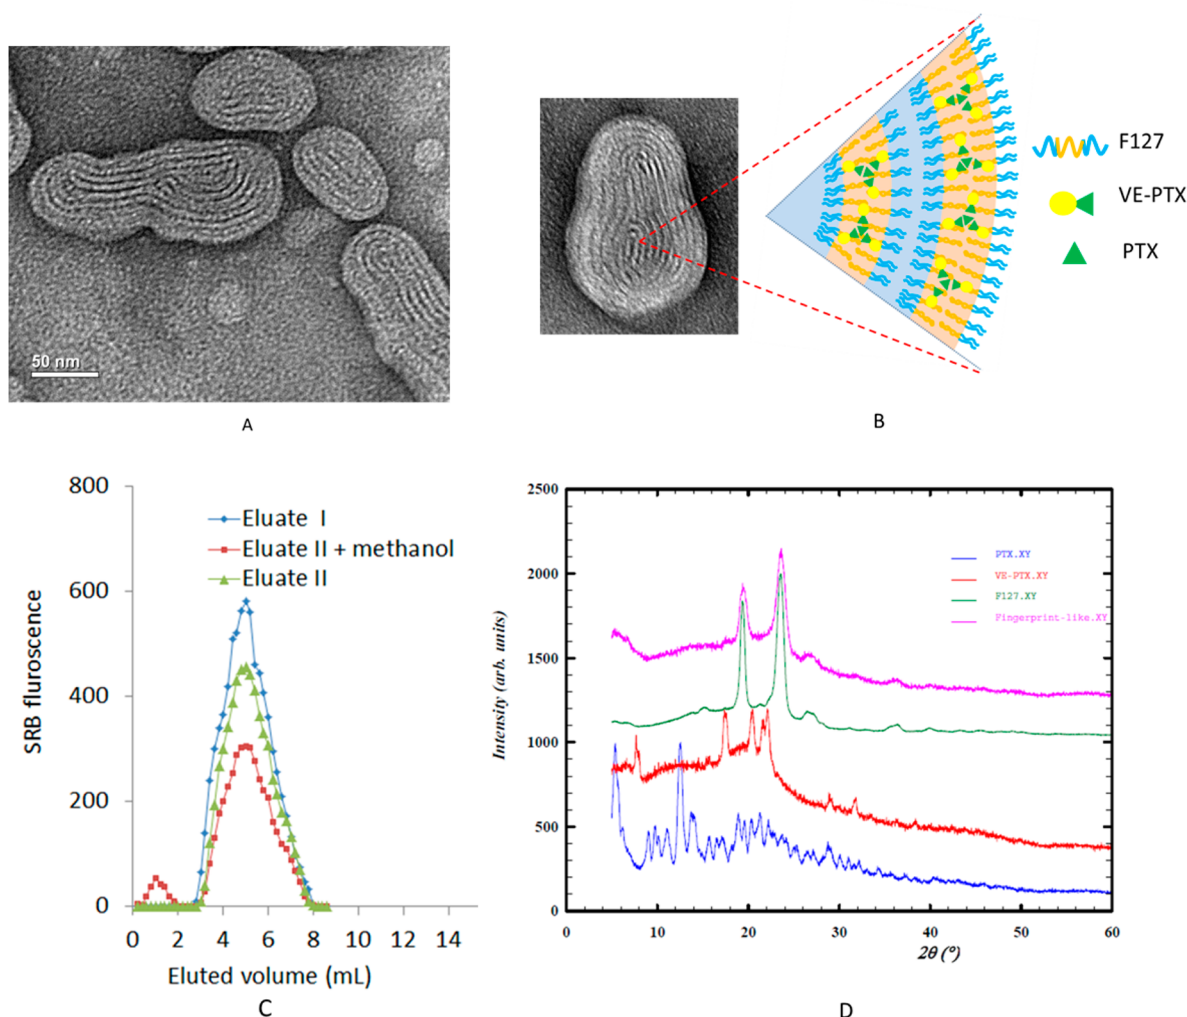 50 nm
A
F127
VE-PTX
PTX
B
800
600
400
200
0
SRB fluroscence
Eluate I
Eluate II + methanol
Eluate II
0 2 4 6 8 10 12 14
Eluted volume (mL)
C
2500
2000
1500
1000
500
0
Intensity (arb. units)
PTX.XY
VE-PTX.XY
F127.XY
Fingerprint-like.XY
0 10 20 30 40 50 60
2θ (°)
D